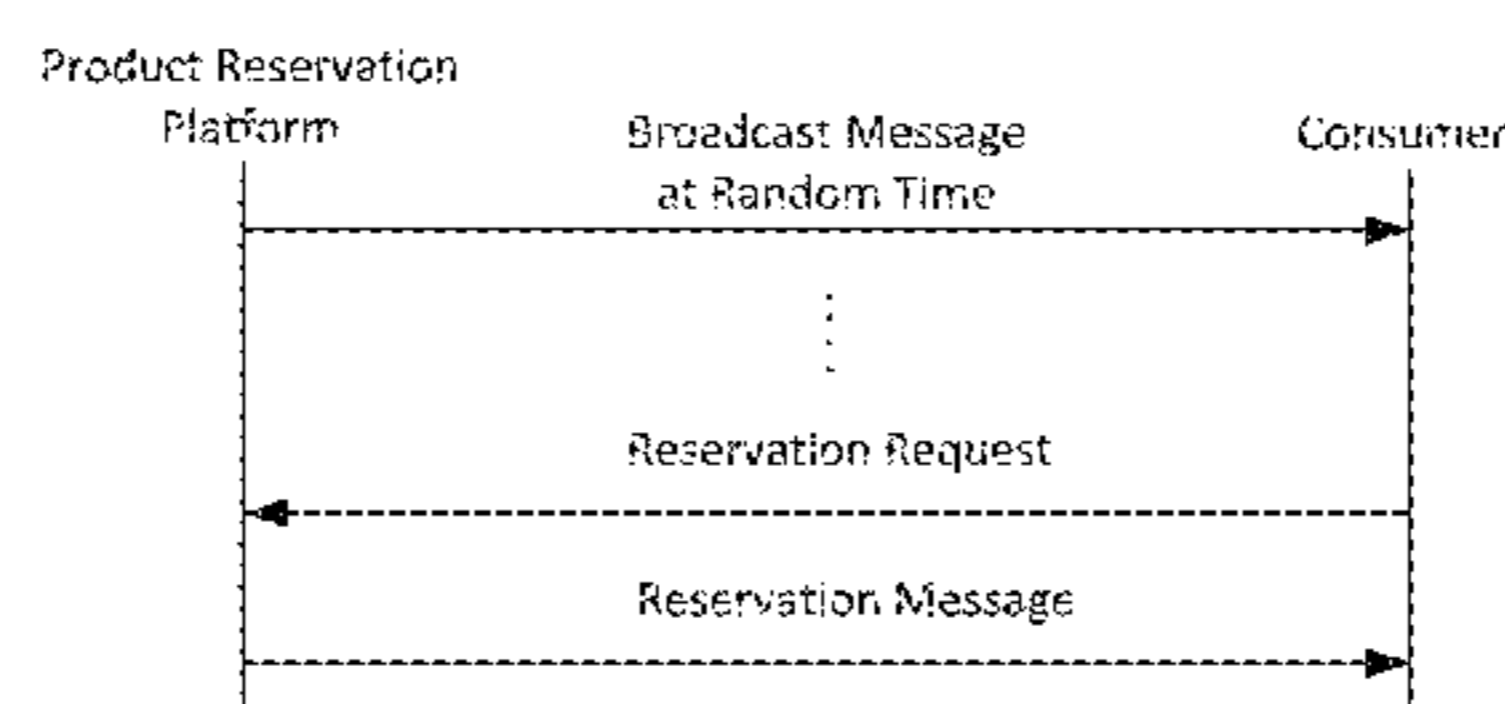 Product Reservation
Platform
Broadcast Message
at Random Time
Consumer
Reservation Request
Reservation Message